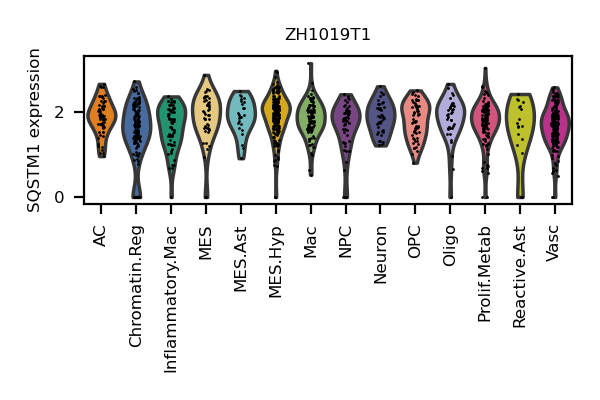 ZH1019T1
SQSTM1 expression
2
0
AC
Chromatin.Reg
Inflammatory.Mac
MES
MES.Ast
MES.Hyp
Mac
NPC
Neuron
OPC
Oligo
Prolif.Metab
Reactive.Ast
Vasc